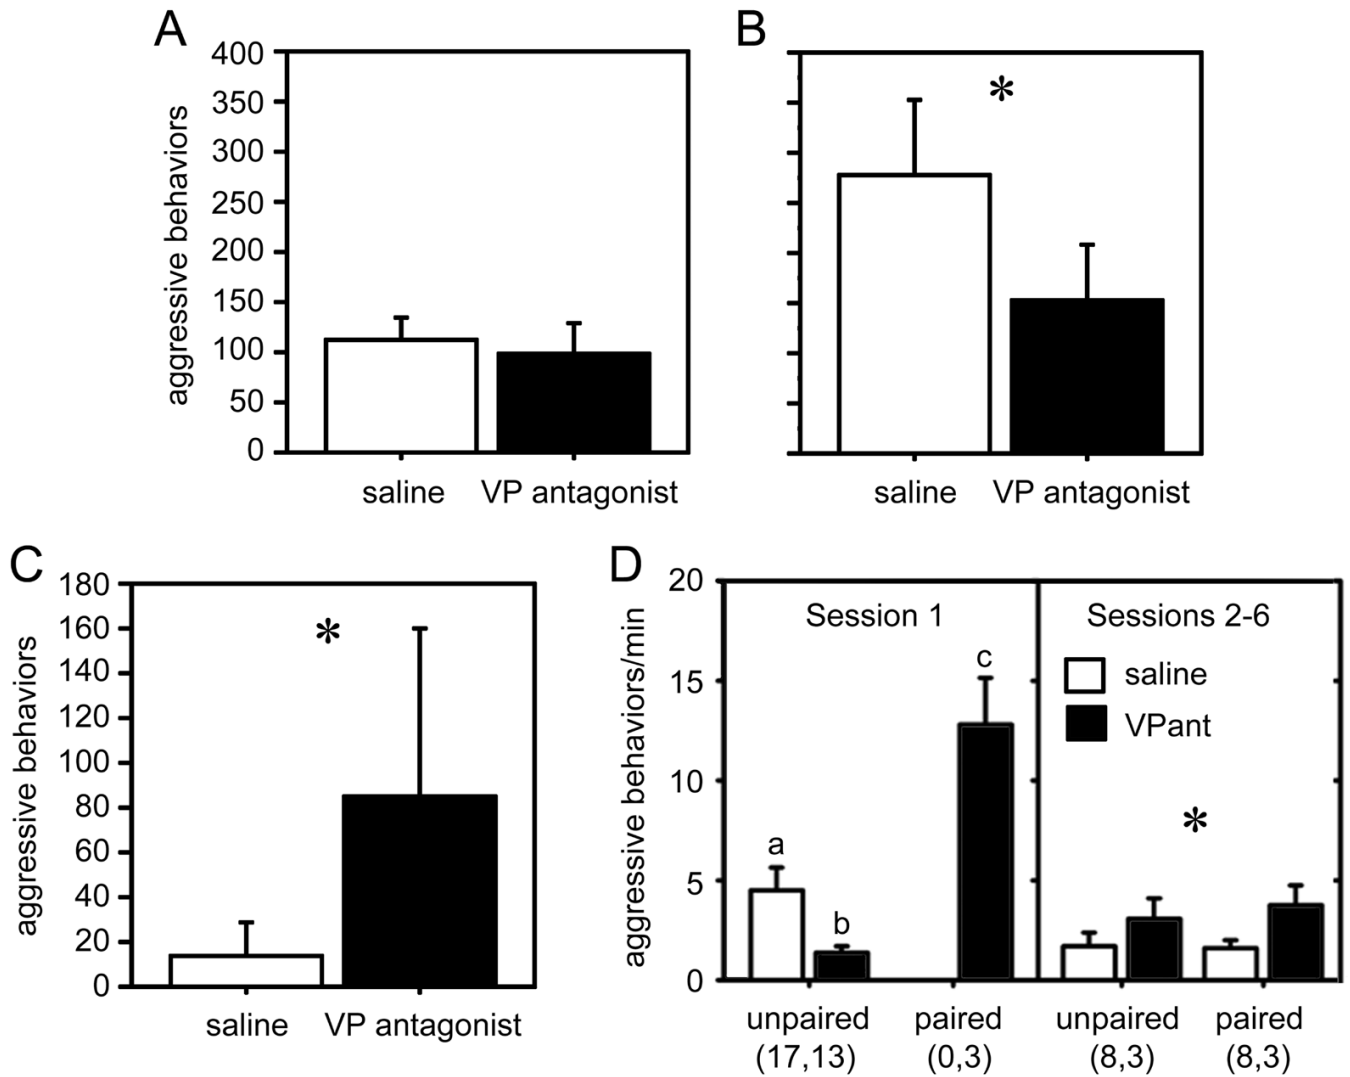 A
aggressive behaviors
400
350
300
250
200
150
100
50
0
saline VP antagonist
B
*
saline VP antagonist
C
aggressive behaviors
180
160
140
120
100
80
60
40
20
0
*
saline VP antagonist
D
aggressive behaviors/min
20
15
10
5
0
Session 1
a
b
c
Sessions 2-6
saline
VPant
*
unpaired paired unpaired paired
(17,13) (0,3) (8,3) (8,3)